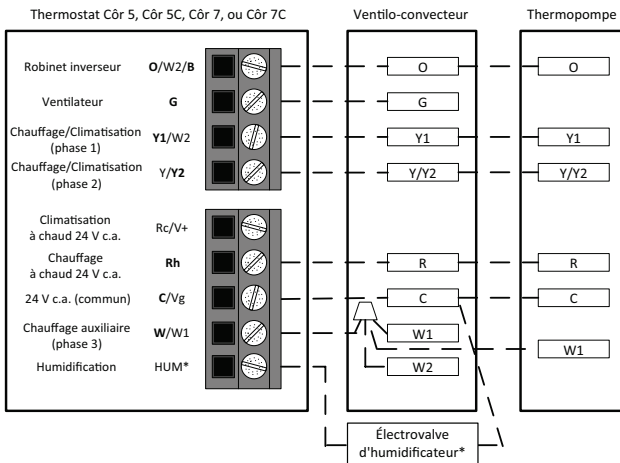 Thermostat Côr 5, Côr 5C, Côr 7, ou Côr 7C
Ventilo-convecteur
Thermopompe
Robinet inverseur O/W2/B
O
O
Ventilateur G
G
Chauffage/Climatisation
(phase 1)
Y1/W2
Y1
Y1
Chauffage/Climatisation
(phase 2)
Y/Y2
Y/Y2
Y/Y2
Climatisation
à chaud 24 V c.a.
Rc/V+
Chauffage
à chaud 24 V c.a.
Rh
R
R
24 V c.a. (commun) C/Vg
C
C
Chauffage auxiliaire
(phase 3)
W/W1
W1
W1
Humidification HUM*
W2
Électrovalve
d'humidificateur*